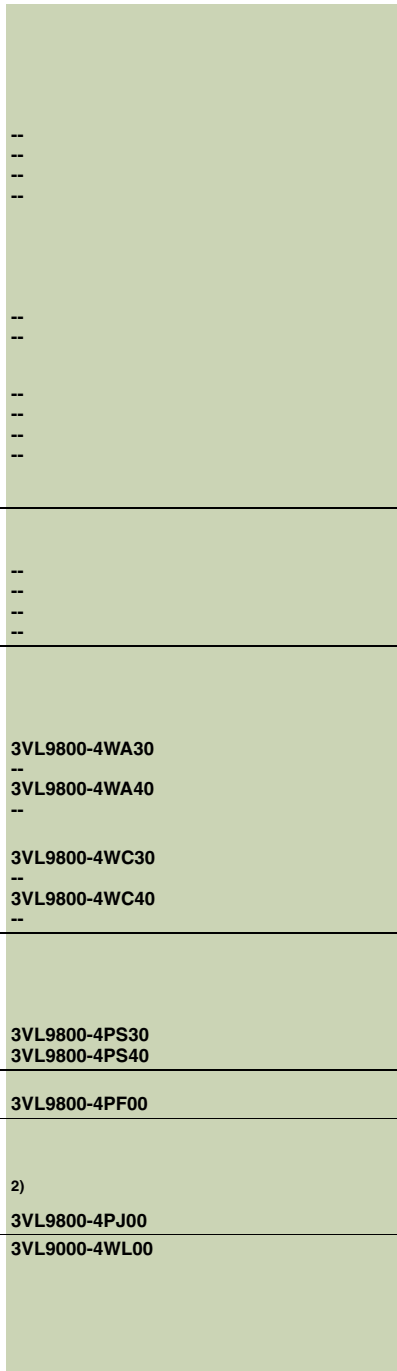 --
--
--
--
--
--
--
--
--
--
--
--
--
--
3VL9800-4WA30
--
3VL9800-4WA40
--
3VL9800-4WC30
--
3VL9800-4WC40
--
3VL9800-4PS30
3VL9800-4PS40
3VL9800-4PF00
2)
3VL9800-4PJ00
3VL9000-4WL00